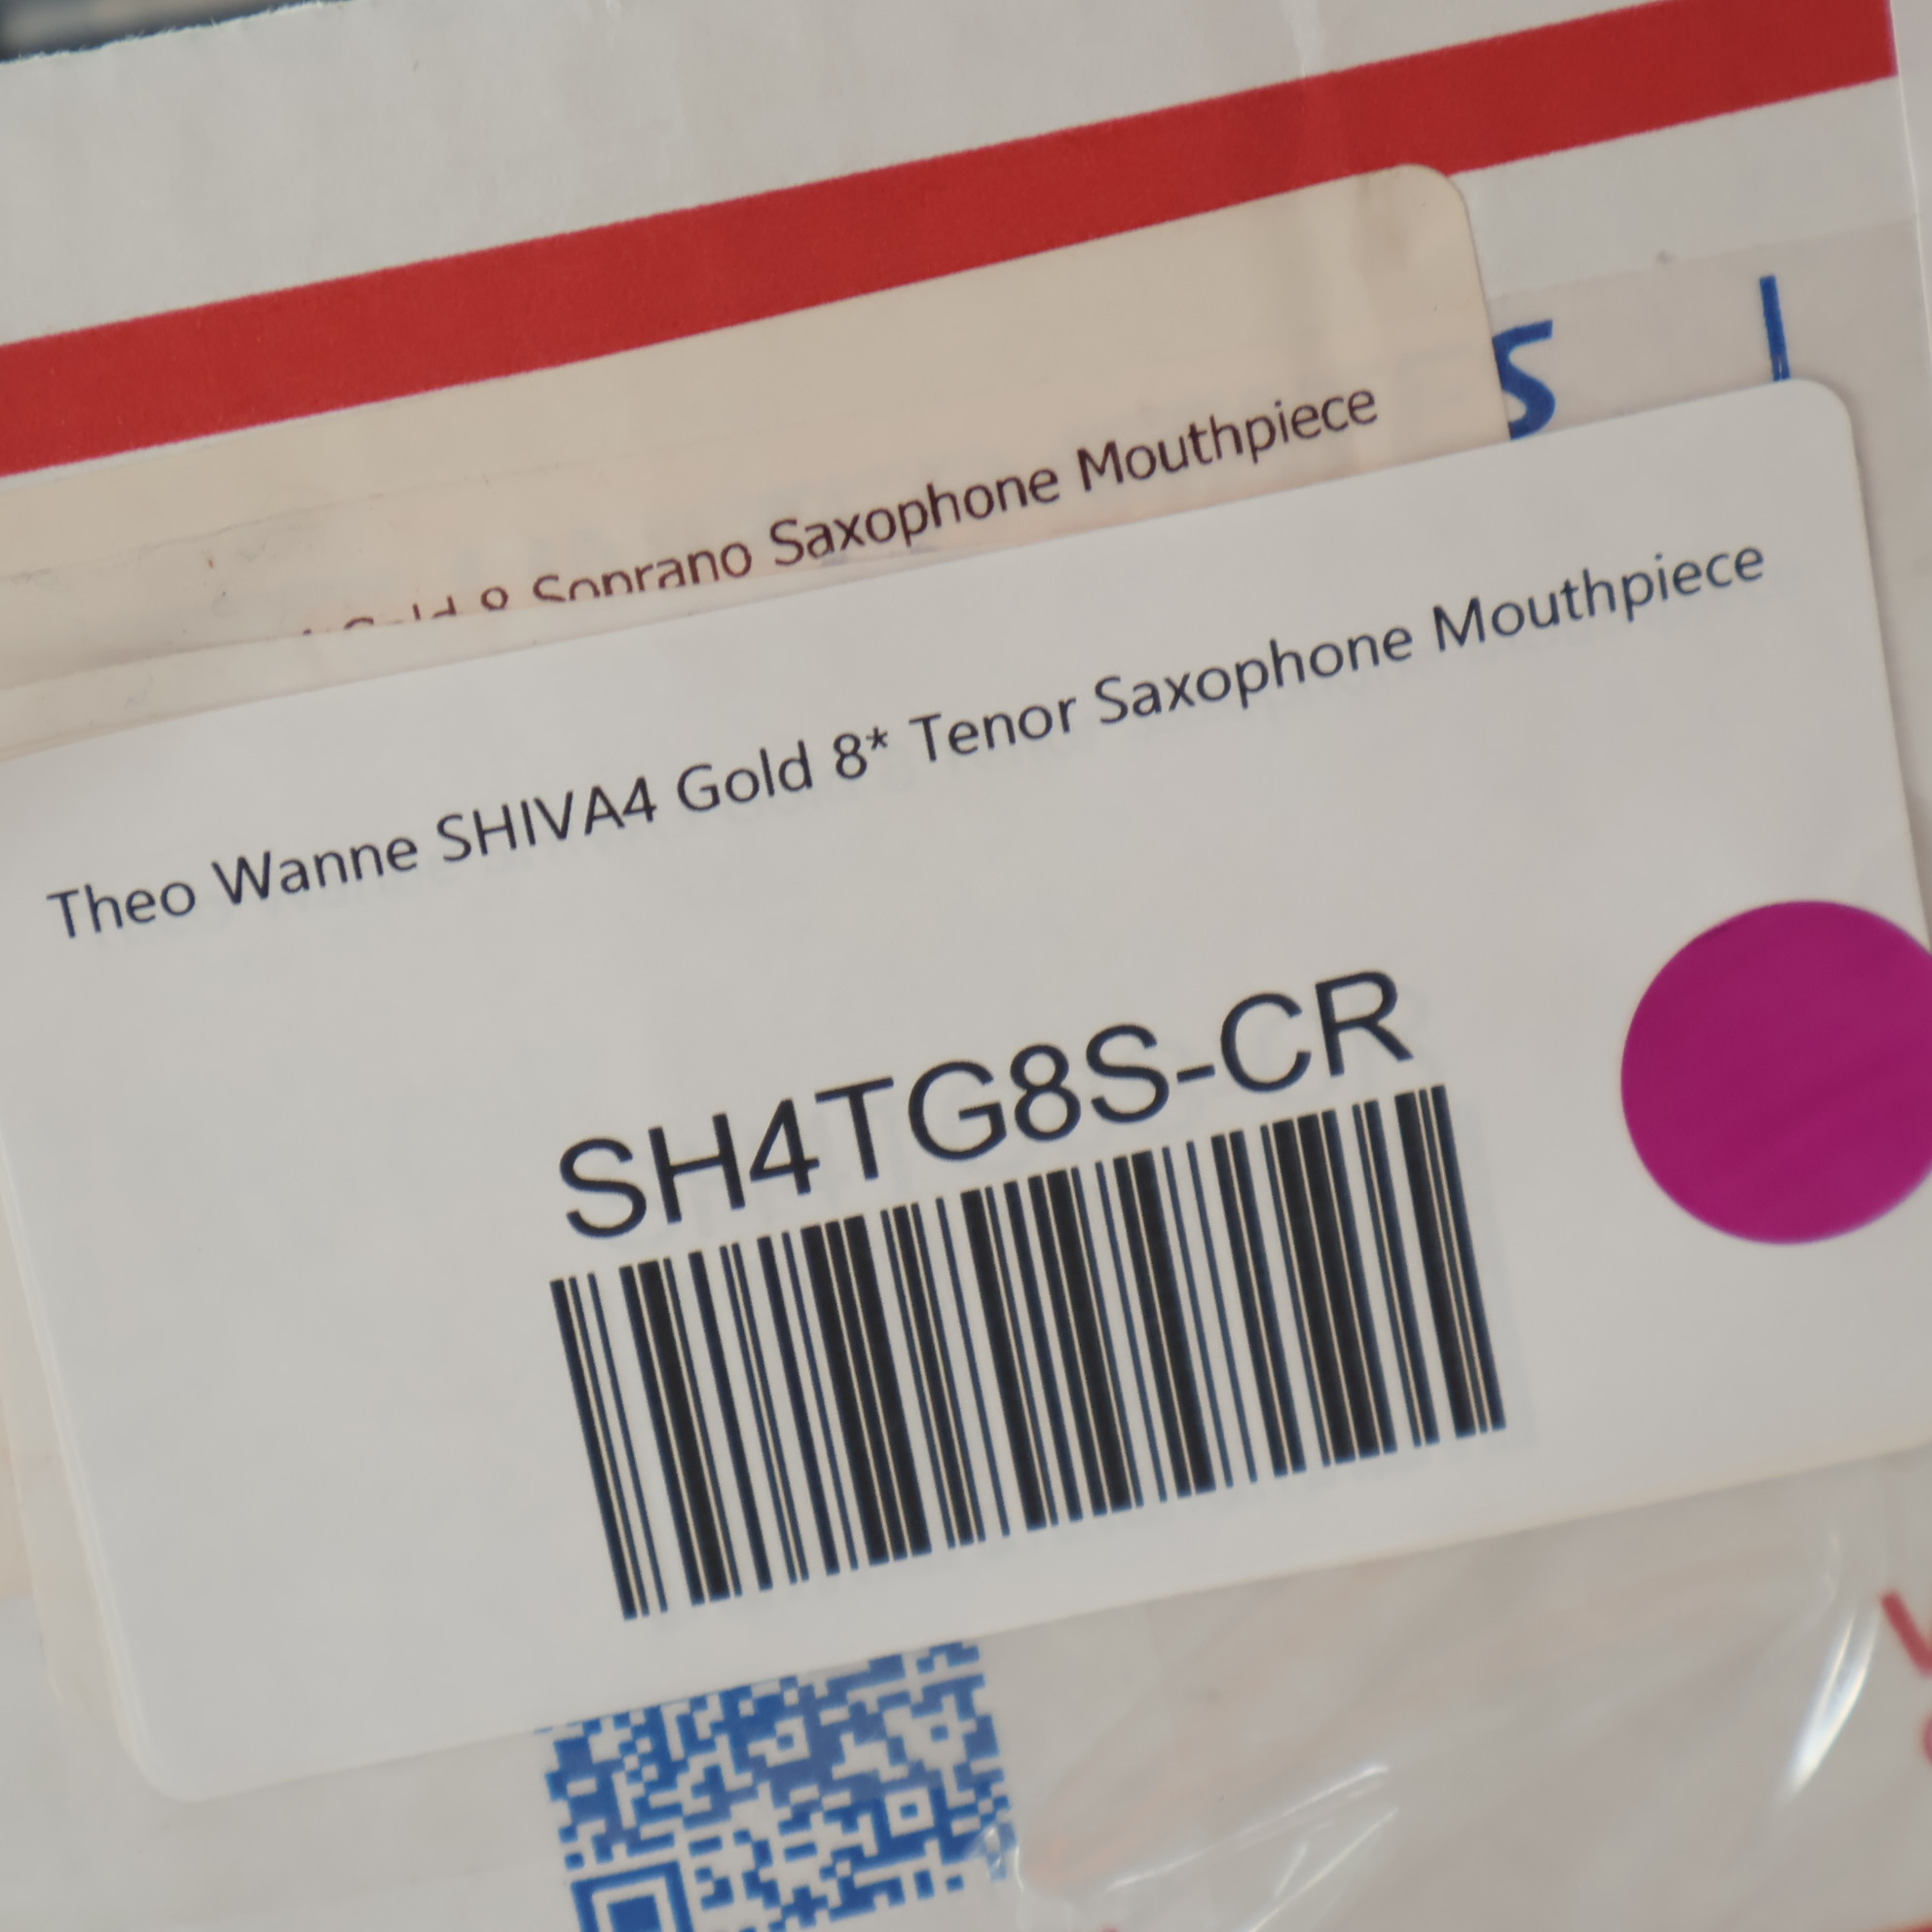 S
Soprano Saxophone Mouthpiece
Theo Wanne SHIVA4 Gold 8* Tenor Saxophone Mouthpiece
SH4TG8S-CR